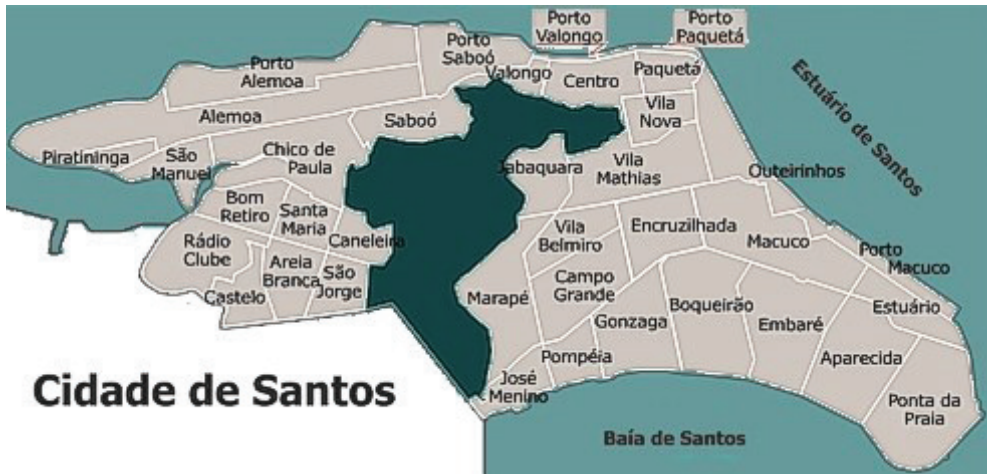 Porto
Valongo
Porto
Paquetá
Porto
Saboó
Valongo
Centro
Paquetá
Porto
Alemoa
Vila
Nova
Alemoa
Saboó
Estuário de Santos
Piratininga
São
Manuel
Chico de
Paula
Jabaquara
Vila
Mathias
Outeirinhos
Bom
Retiro
Santa
Maria
Caneleira
Rádio
Clube
Areia
Branca
São
Jorge
Castelo
Vila
Belmiro
Encruzilhada
Macuco
Porto
Macuco
Marapé
Campo
Grande
Gonzaga
Boqueirão
Embaré
Estuário
Pompéia
José
Menino
Aparecida
Ponta da
Praia
Cidade de Santos
Baía de Santos